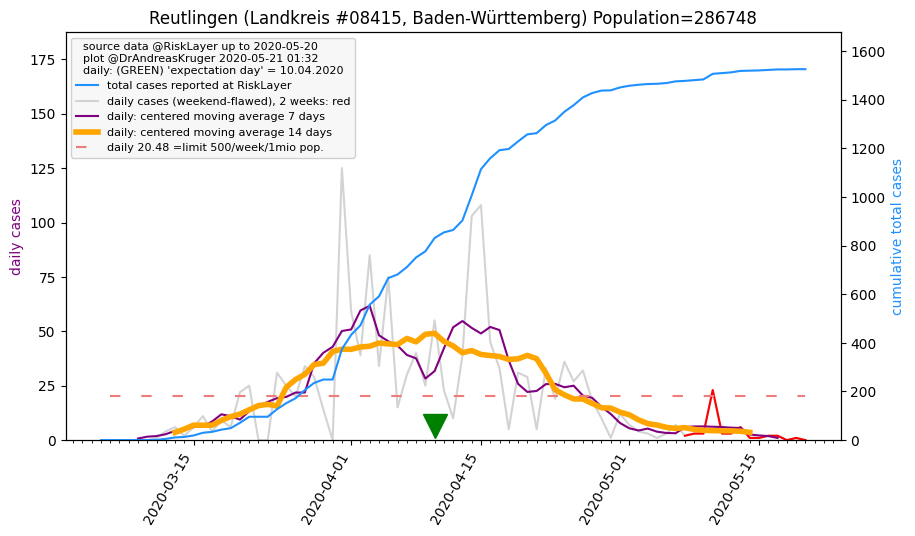 Reutlingen (Landkreis #08415, Baden-Württemberg) Population=286748
source data @RiskLayer up to 2020-05-20
plot @DrAndreasKruger 2020-05-21 01:32
daily: (GREEN) 'expectation day' = 10.04.2020
total cases reported at RiskLayer
daily cases (weekend-flawed), 2 weeks: red
daily: centered moving average 7 days
daily: centered moving average 14 days
daily 20.48 =limit 500/week/1mio pop.
daily cases
175
150
125
100
75
50
25
0
1600
1400
1200
1000
800
600
400
200
0
cumulative total cases
2020-03-15
2020-04-01
2020-04-15
2020-05-01
2020-05-15